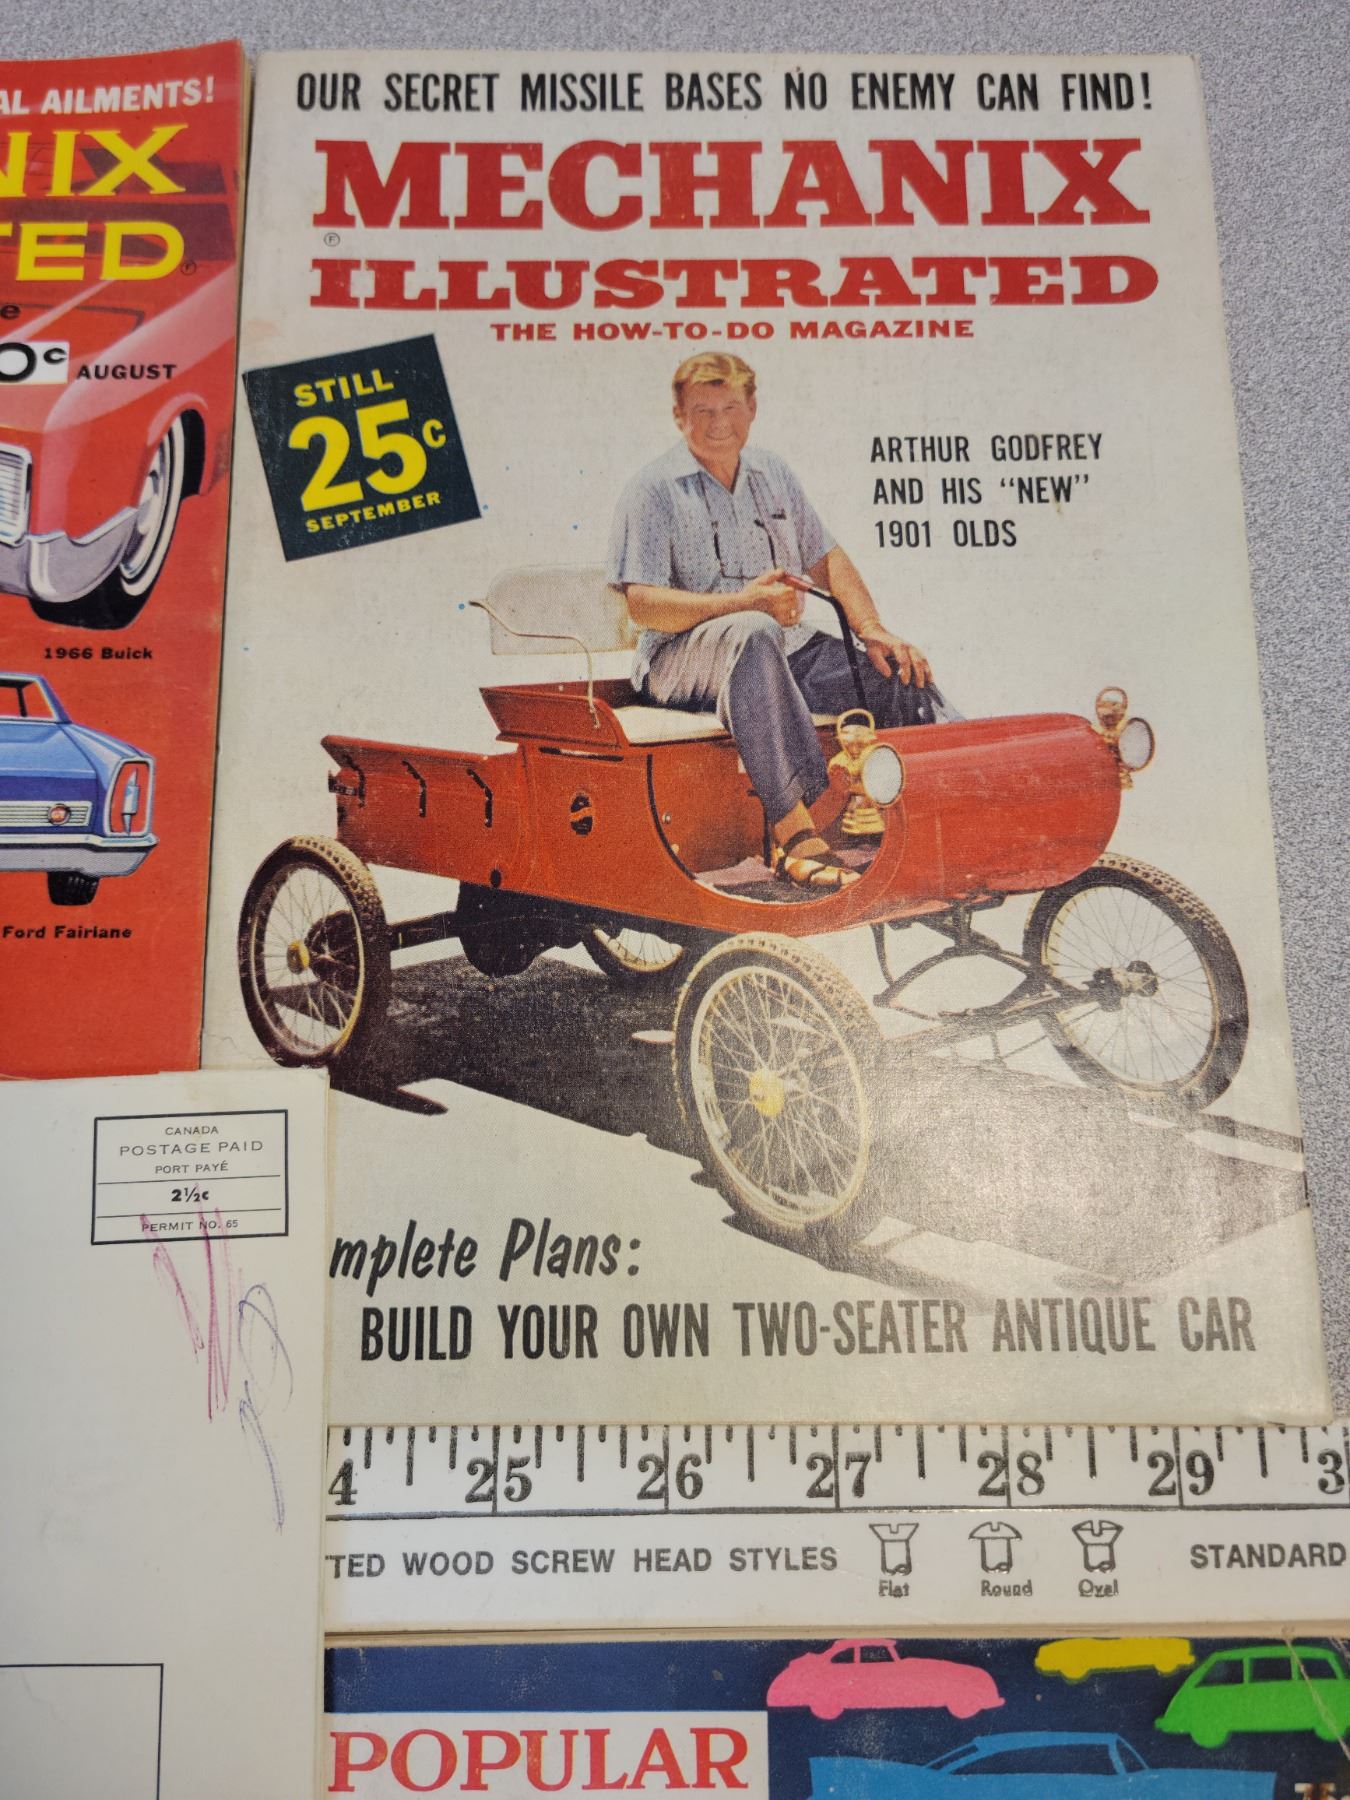 AL AILMENTS!
NIX
TED
0c AUGUST
1966 Buick
Ford Fairlane
OUR SECRET MISSILE BASES NO ENEMY CAN FIND!
MECHANIX
ILLUSTRATED
THE HOW-TO-DO MAGAZINE
STILL
25c
SEPTEMBER
ARTHUR GODFREY
AND HIS "NEW"
1901 OLDS
mplete Plans:
BUILD YOUR OWN TWO-SEATER ANTIQUE CAR
CANADA
POSTAGE PAID
PORT PAYÉ
2½c
PERMIT NO. 65
4 25 26 27 28 29 3
TED WOOD SCREW HEAD STYLES
Flat Round Oval
STANDARD
POPULAR